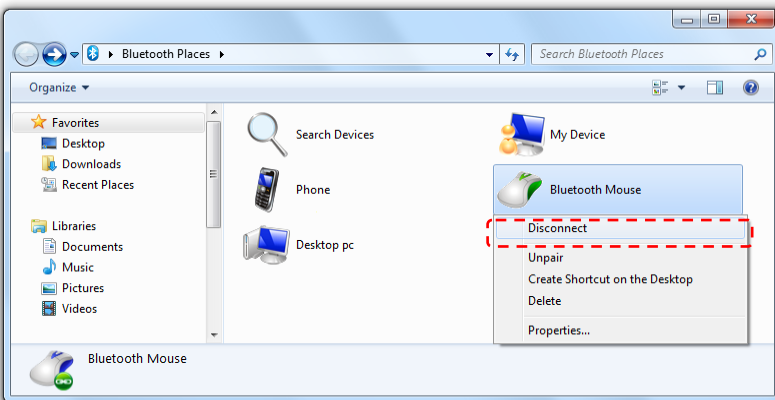 Bluetooth Places
Search Bluetooth Places
Organize
Favorites
Desktop
Downloads
Recent Places
Libraries
Documents
Music
Pictures
Videos
Search Devices
My Device
Phone
Bluetooth Mouse
Desktop pc
Disconnect
Unpair
Create Shortcut on the Desktop
Delete
Properties...
Bluetooth Mouse